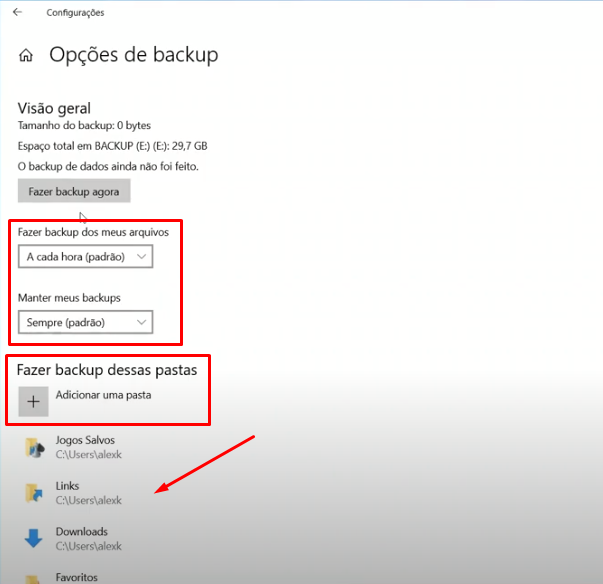 Configurações
Opções de backup
Visão geral
Tamanho do backup: 0 bytes
Espaço total em BACKUP (E:) (E:): 29,7 GB
O backup de dados ainda não foi feito.
Fazer backup agora
Fazer backup dos meus arquivos
A cada hora (padrão)
Manter meus backups
Sempre (padrão)
Fazer backup dessas pastas
Adicionar uma pasta
Jogos Salvos
C:\Users\alexk
Links
C:\Users\alexk
Downloads
C:\Users\alexk
Favoritos